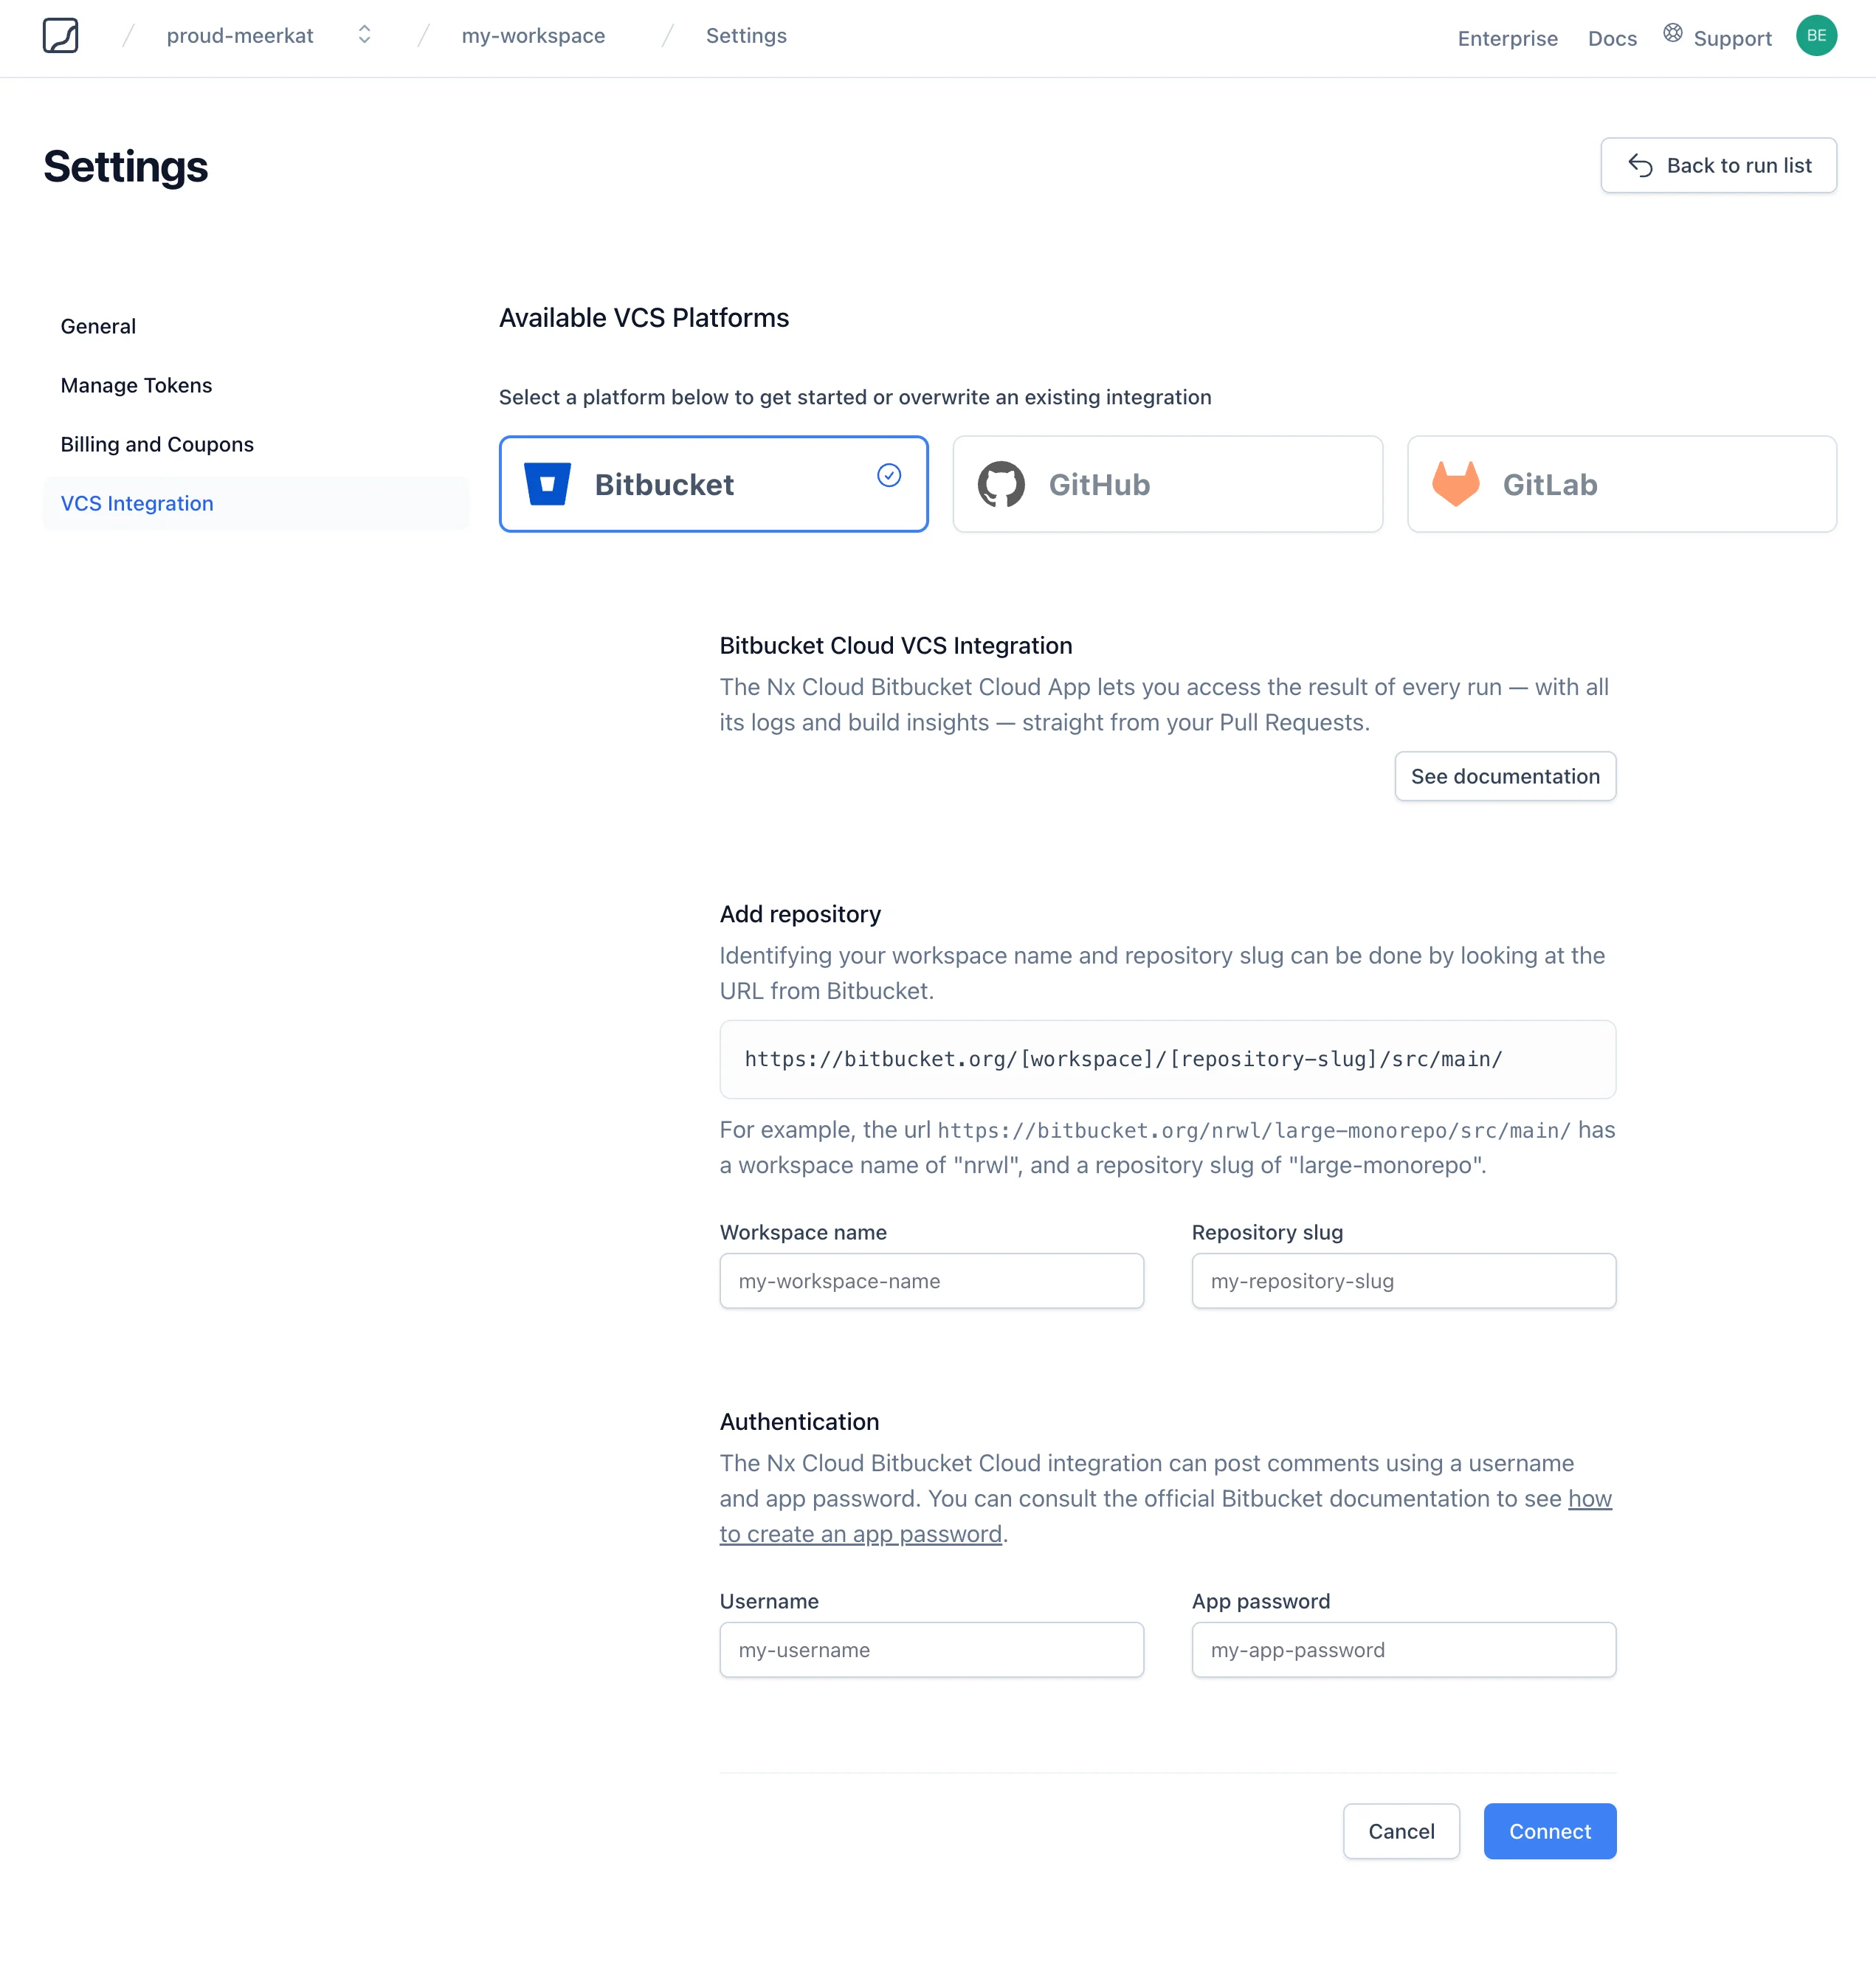 proud-meerkat
my-workspace
Settings
Enterprise
Docs
Support
BE
Settings
Back to run list
General
Manage Tokens
Billing and Coupons
VCS Integration
Available VCS Platforms
Select a platform below to get started or overwrite an existing integration
Bitbucket
GitHub
GitLab
Bitbucket Cloud VCS Integration
The Nx Cloud Bitbucket Cloud App lets you access the result of every run — with all
its logs and build insights — straight from your Pull Requests.
See documentation
Add repository
Identifying your workspace name and repository slug can be done by looking at the
URL from Bitbucket.
https://bitbucket.org/[workspace]/[repository-slug]/src/main/
For example, the url https://bitbucket.org/nrwl/large-monorepo/src/main/ has
a workspace name of "nrwl", and a repository slug of "large-monorepo".
Workspace name
Repository slug
my-workspace-name
my-repository-slug
Authentication
The Nx Cloud Bitbucket Cloud integration can post comments using a username
and app password. You can consult the official Bitbucket documentation to see how
to create an app password.
Username
App password
my-username
my-app-password
Cancel
Connect